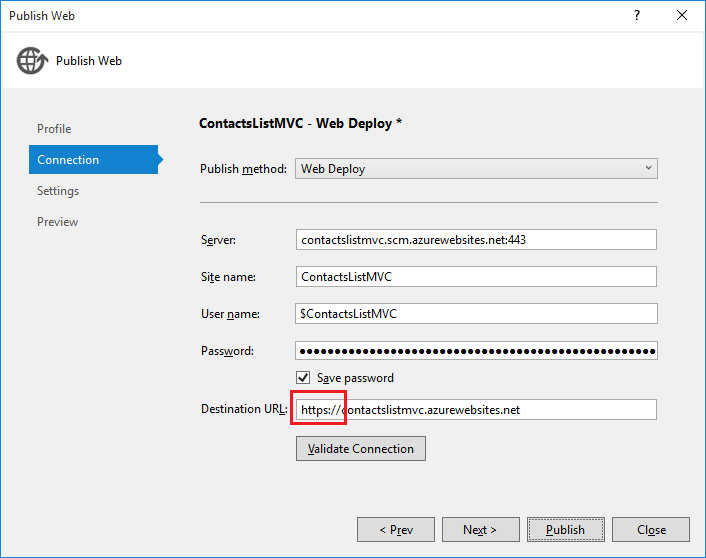 Publish Web
?
Publish Web
Profile
Connection
Settings
Preview
ContactsListMVC - Web Deploy *
Publish method: Web Deploy
Server: contactslistmvc.scm.azurewebsites.net:443
Site name: ContactsListMVC
User name: $ContactsListMVC
Password:
Save password
Destination URL: https://contactslistmvc.azurewebsites.net
Validate Connection
< Prev Next > Publish Close